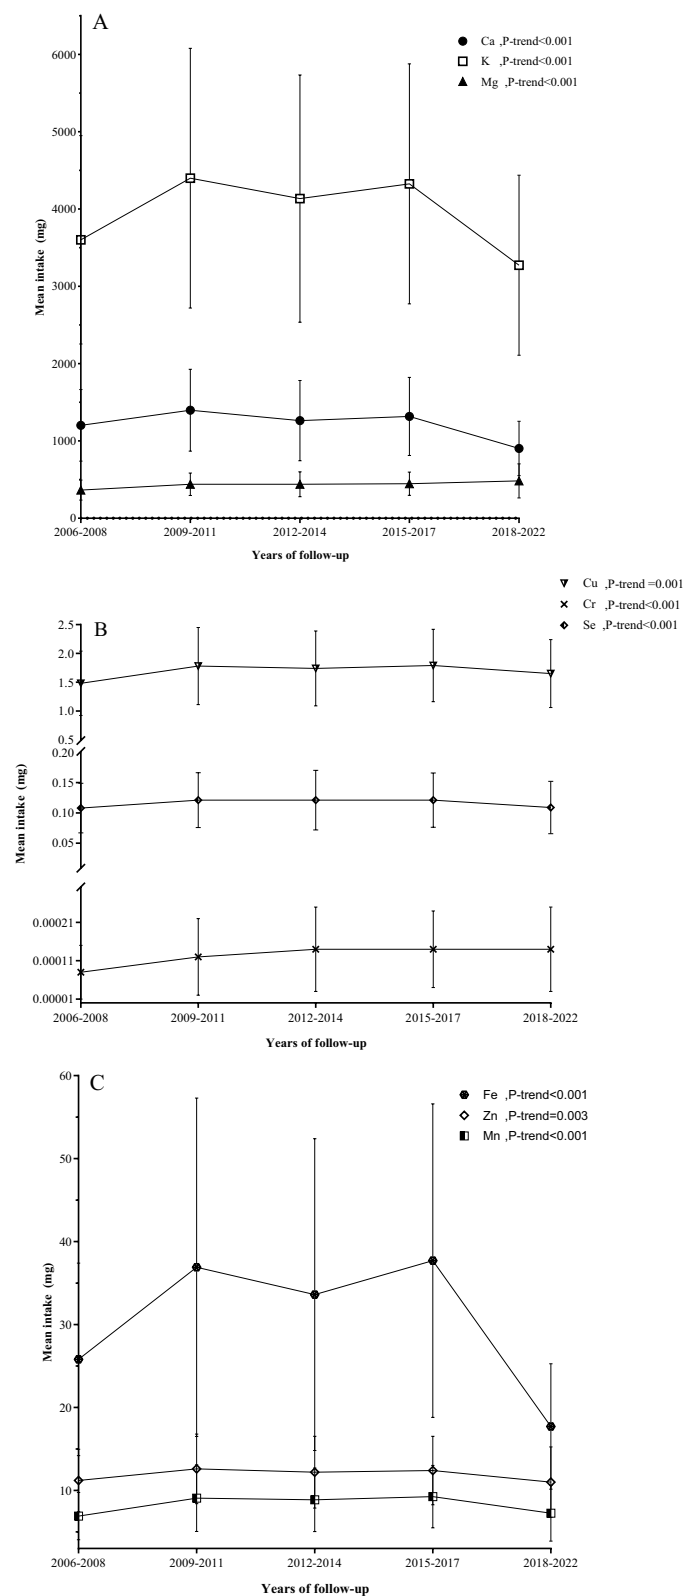 A
Ca ,P-trend<0.001
K ,P-trend<0.001
Mg ,P-trend<0.001
6000
5000
4000
3000
2000
1000
0
Mean intake (mg)
2006-2008 2009-2011 2012-2014 2015-2017 2018-2022
Years of follow-up
Cu ,P-trend =0.001
Cr ,P-trend<0.001
Se ,P-trend<0.001
B
2.5
2.0
1.5
1.0
0.5
0.20
0.15
0.10
0.05
0.00021
0.00011
0.00001
Mean intake (mg)
2006-2008 2009-2011 2012-2014 2015-2017 2018-2022
Years of follow-up
C
Fe ,P-trend<0.001
Zn ,P-trend=0.003
Mn ,P-trend<0.001
60
50
40
30
20
10
Mean intake (mg)
2006-2008 2009-2011 2012-2014 2015-2017 2018-2022
Years of follow-up